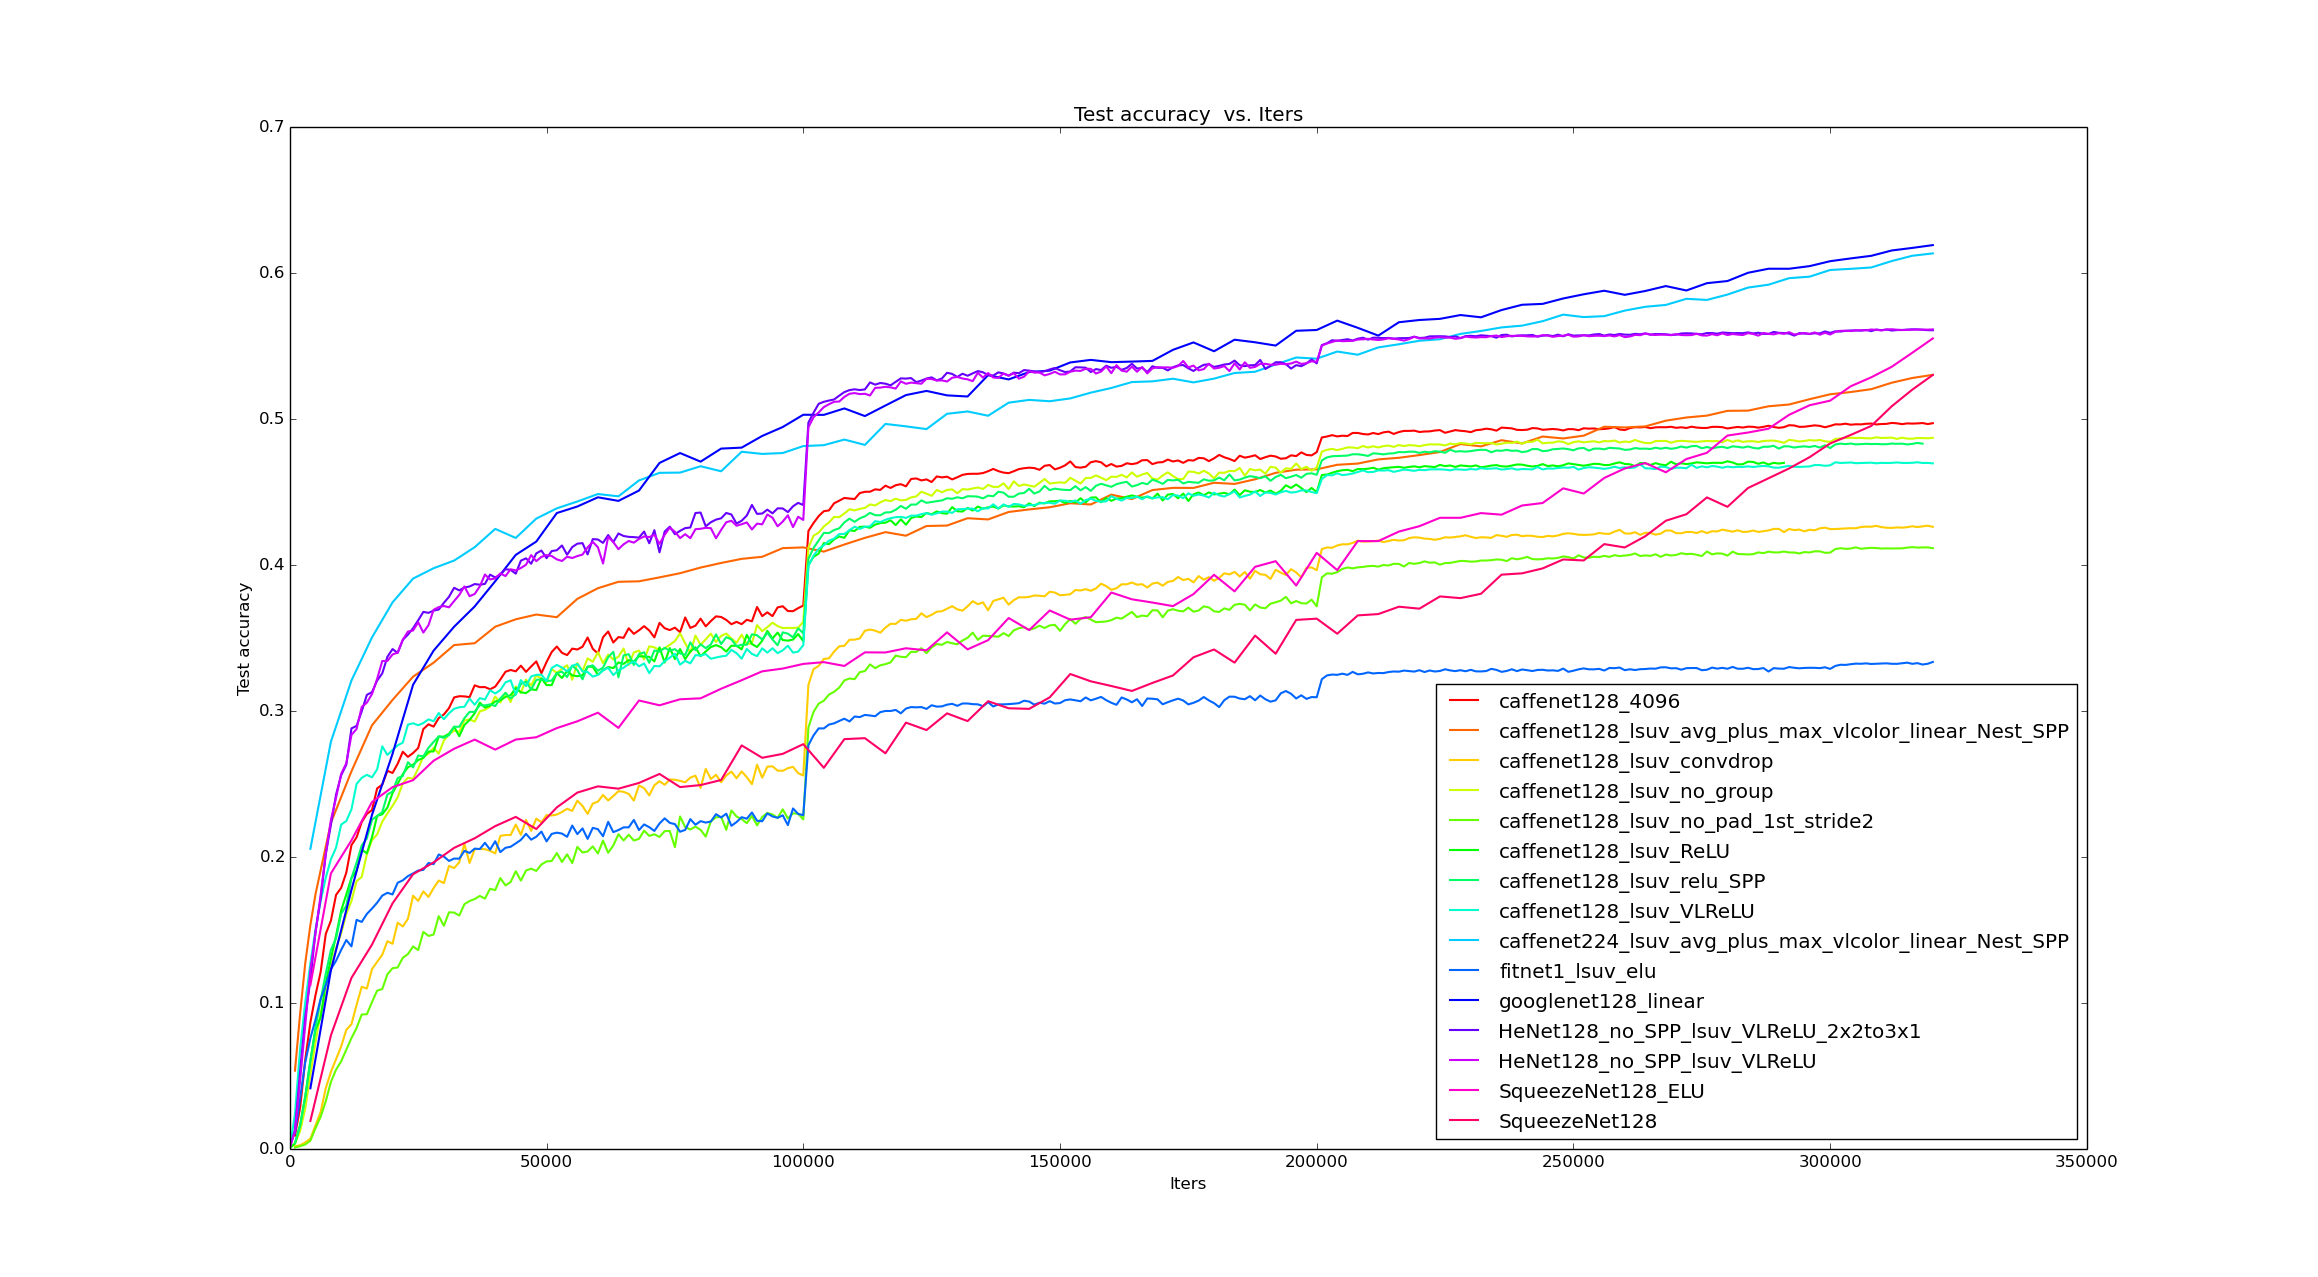 Test accuracy  vs. Iters
Test accuracy
0.7
0.6
0.5
0.4
0.3
0.2
0.1
0.0
0
50000
100000
150000
200000
250000
300000
350000
Iters
caffenet128_4096
caffenet128_lsuv_avg_plus_max_vlcolor_linear_Nest_SPP
caffenet128_lsuv_convdrop
caffenet128_lsuv_no_group
caffenet128_lsuv_no_pad_1st_stride2
caffenet128_lsuv_ReLU
caffenet128_lsuv_relu_SPP
caffenet128_lsuv_VLReLU
caffenet224_lsuv_avg_plus_max_vlcolor_linear_Nest_SPP
fitnet1_lsuv_elu
googlenet128_linear
HeNet128_no_SPP_lsuv_VLReLU_2x2to3x1
HeNet128_no_SPP_lsuv_VLReLU
SqueezeNet128_ELU
SqueezeNet128